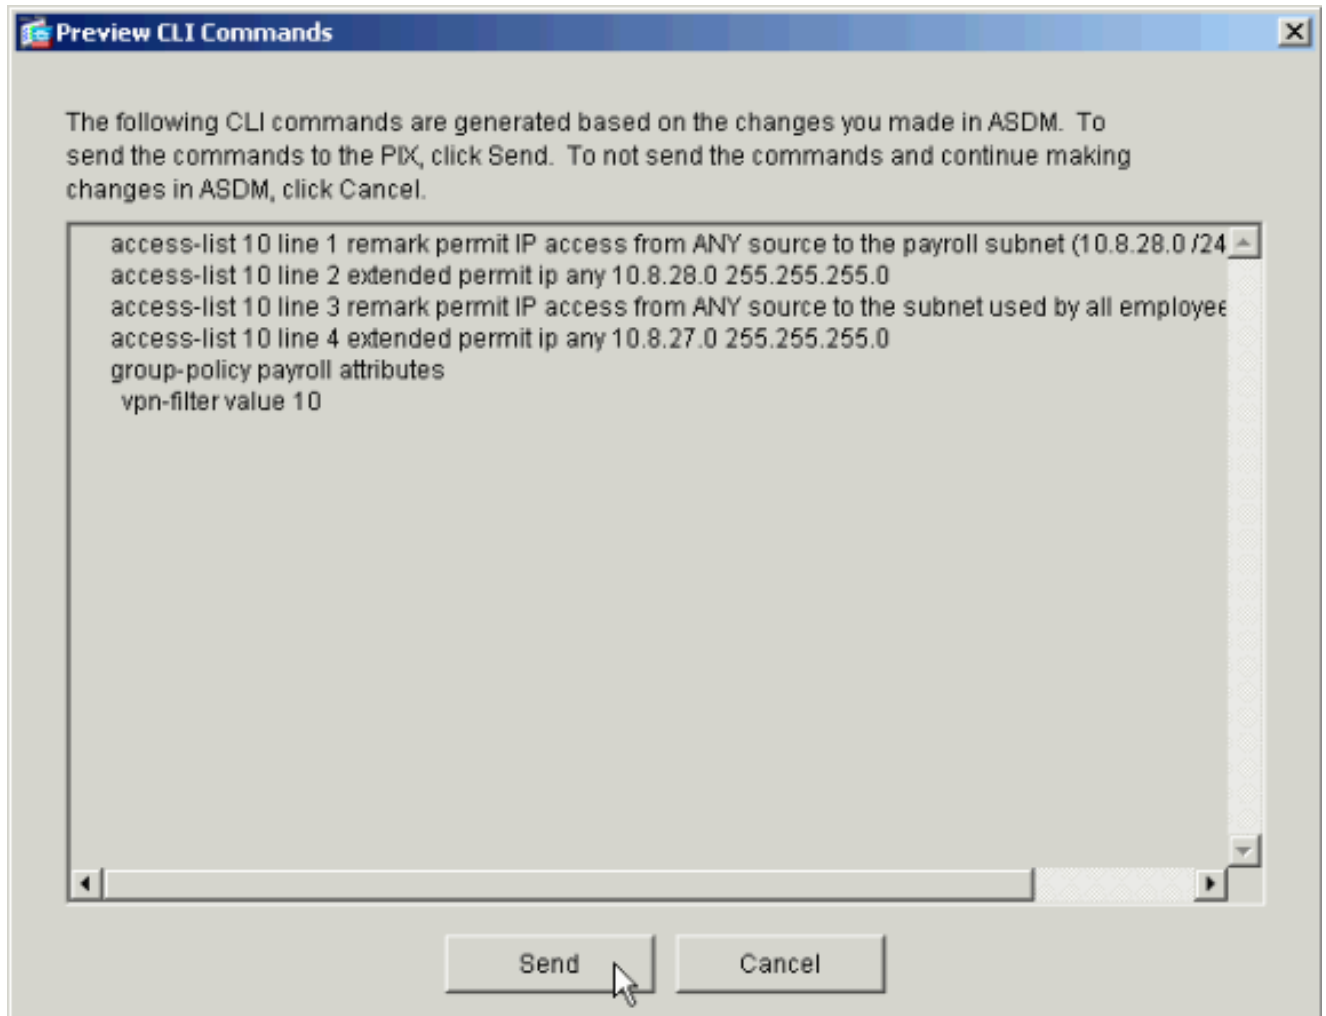 Preview CLI Commands
The following CLI commands are generated based on the changes you made in ASDM.  To
send the commands to the PIX, click Send.  To not send the commands and continue making
changes in ASDM, click Cancel.
access-list 10 line 1 remark permit IP access from ANY source to the payroll subnet (10.8.28.0 /24
access-list 10 line 2 extended permit ip any 10.8.28.0 255.255.255.0
access-list 10 line 3 remark permit IP access from ANY source to the subnet used by all employee
access-list 10 line 4 extended permit ip any 10.8.27.0 255.255.255.0
group-policy payroll attributes
vpn-filter value 10
Send
Cancel